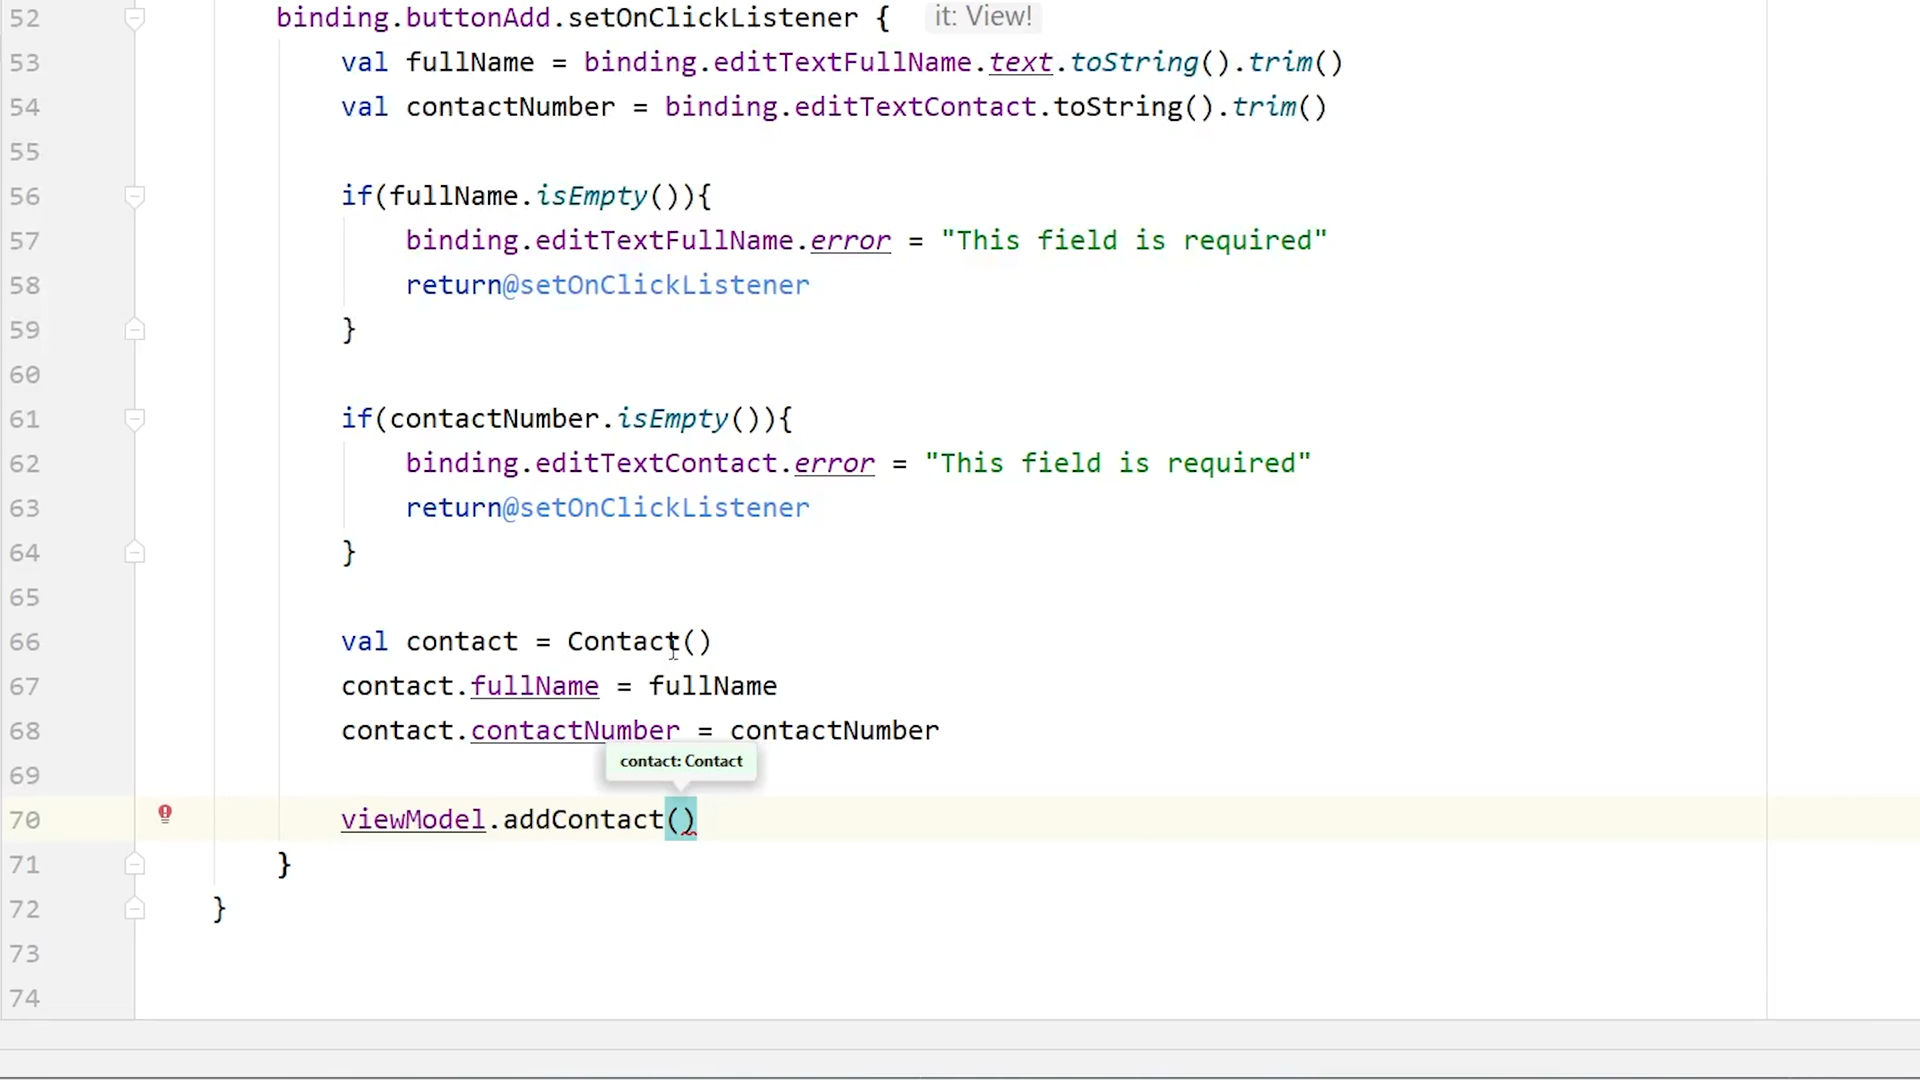 52 binding.buttonAdd.setOnClickListener { it: View!
53 val fullName = binding.editTextFullName.text.toString().trim()
54 val contactNumber = binding.editTextContact.toString().trim()
55
56 if(fullName.isEmpty()){
57 binding.editTextFullName.error = "This field is required"
58 return@setOnClickListener
59 }
60
61 if(contactNumber.isEmpty()){
62 binding.editTextContact.error = "This field is required"
63 return@setOnClickListener
64 }
65
66 val contact = Contact()
67 contact.fullName = fullName
68 contact.contactNumber = contactNumber
contact: Contact
69
70 viewModel.addContact()
71 }
72 }
73
74